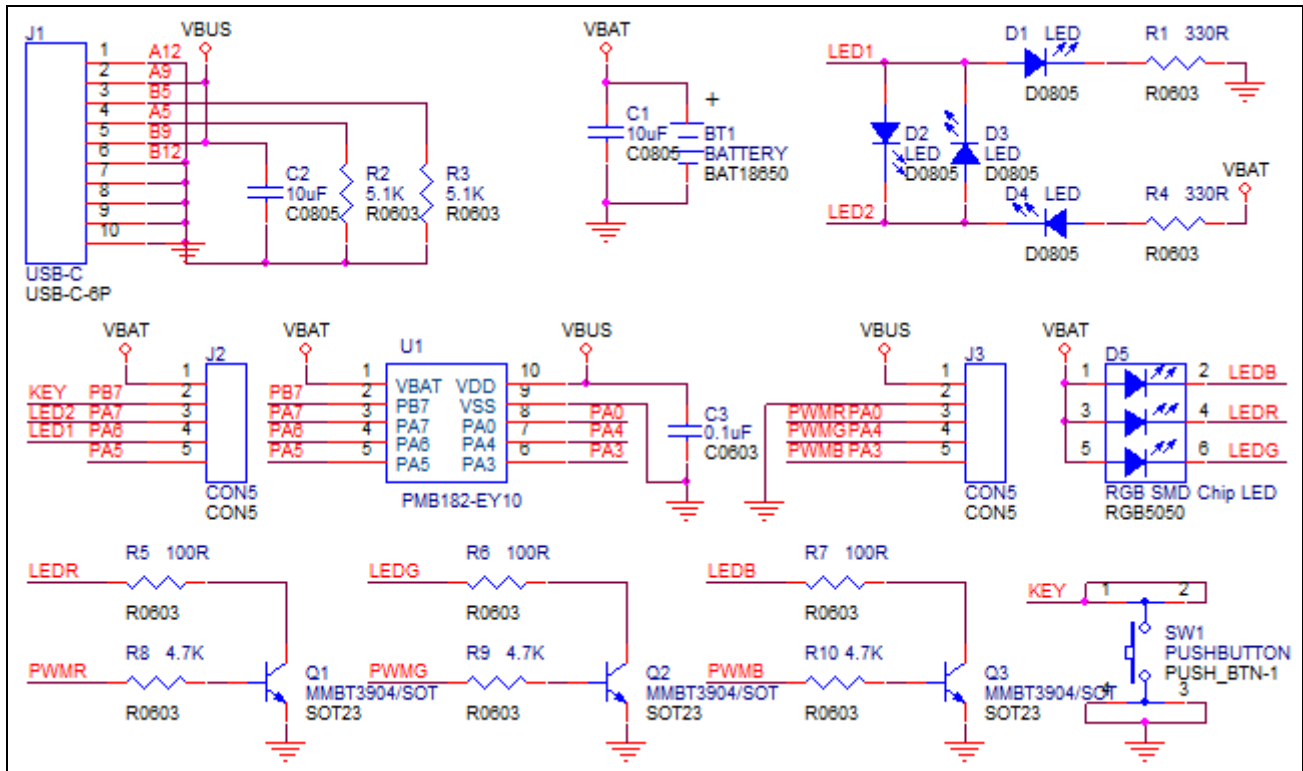 J1
VBUS
1 A12
2 A9
3 B5
4 A5
5 B9
6 B12
7
8
9
10
C2
10uF
C0805
R2
5.1K
R0603
R3
5.1K
R0603
USB-C
USB-C-6P
VBAT
C1
10uF
C0805
+
BT1
BATTERY
BAT18650
LED1
D1 LED
D0805
R1 330R
R0603
D2
LED
D0805
D3
LED
D0805
LED2
D4 LED
D0805
R4 330R
R0603
VBAT
VBAT
J2
1
2
3
4
5
KEY PB7
LED2 PA7
LED1 PA6
PA5
CON5
CON5
VBAT
U1
VBUS
1 VBAT VDD 10
PB7 2 PB7 VSS 9
PA7 3 PA7 PA0 8 PA0
PA6 4 PA6 PA4 7 PA4
PA5 5 PA5 PA3 6 PA3
PMB182-EY10
C3
0.1uF
C0603
VBUS
J3
1
2
PWMR PA0 3
PWMG PA4 4
PWMB PA3 5
CON5
CON5
VBAT
D5
1 2 LEDB
3 4 LEDR
5 6 LEDG
RGB SMD Chip LED
RGB5050
LEDR
R5 100R
R0603
PWMR
R8 4.7K
R0603
Q1
MMBT3904/SOT
SOT23
LEDG
R6 100R
R0603
PWMG
R9 4.7K
R0603
Q2
MMBT3904/SOT
SOT23
LEDB
R7 100R
R0603
PWMB
R10 4.7K
R0603
Q3
MMBT3904/SOT
SOT23
KEY
1 2
SW1
PUSHBUTTON
PUSH_BTN-1
4 3